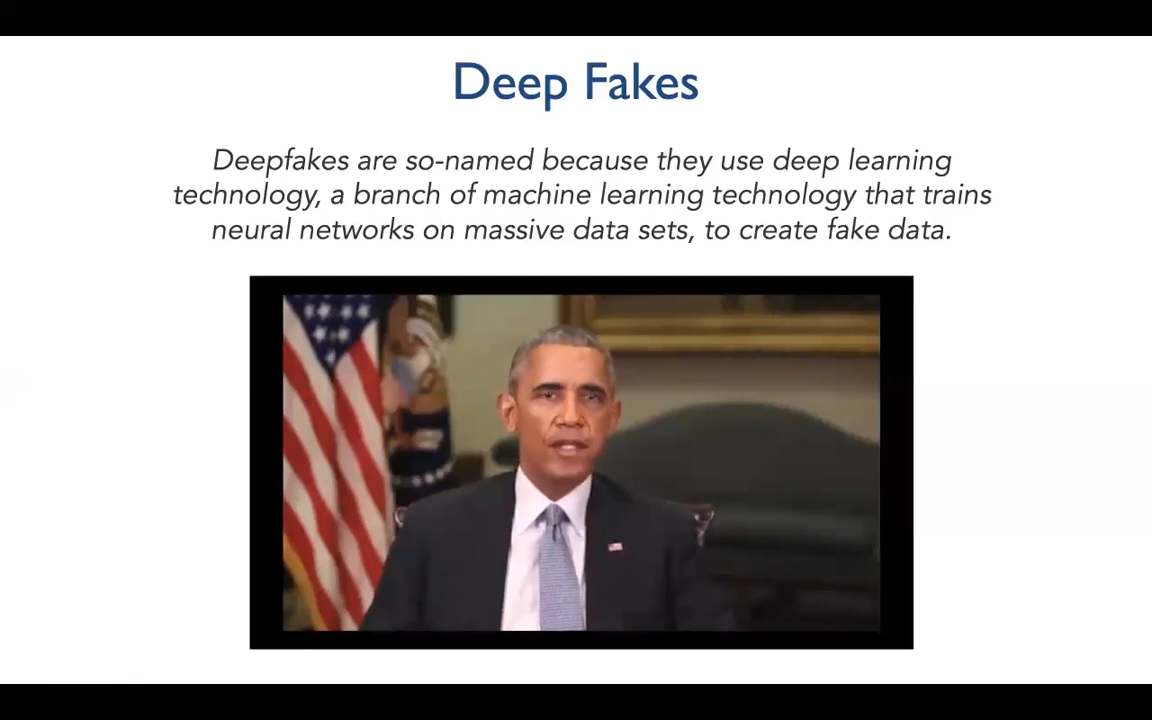 Deep Fakes
Deepfakes are so-named because they use deep learning
technology, a branch of machine learning technology that trains
neural networks on massive data sets, to create fake data.